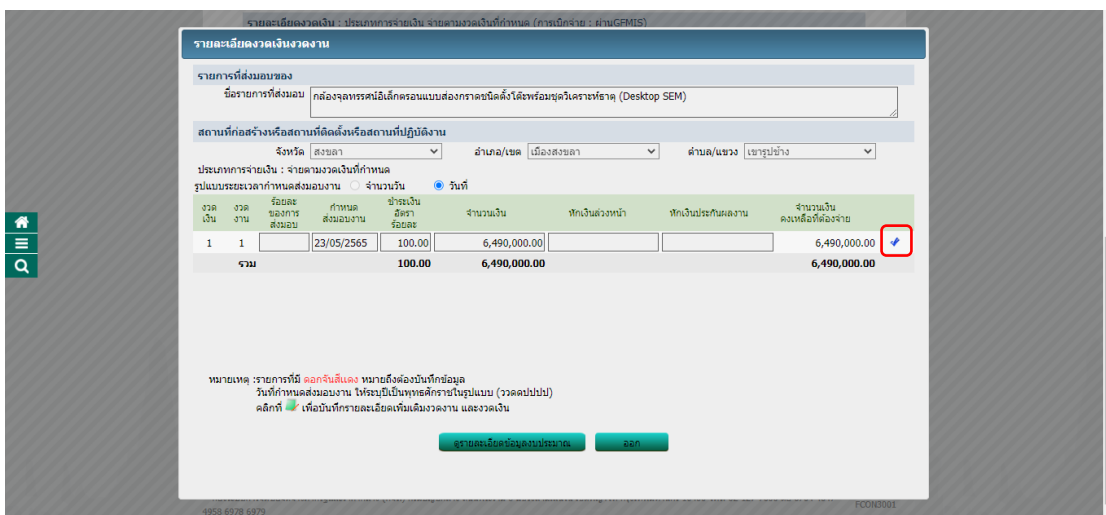 รายละเอียดงวดเงิน : ประเภทการจ่ายเงิน จ่ายตามงวดเงินที่กำหนด (การเบิกจ่าย : ผ่านGFMIS)
รายละเอียดงวดเงินงวดงาน
รายการที่ส่งมอบของ
ชื่อรายการที่ส่งมอบ กล้องจุลทรรศน์อิเล็กตรอนแบบส่องกราดชนิดตั้งโต๊ะพร้อมชุดวิเคราะห์ธาตุ (Desktop SEM)
สถานที่ก่อสร้างหรือสถานที่ติดตั้งหรือสถานที่ปฏิบัติงาน
จังหวัด สงขลา อำเภอ/เขต เมืองสงขลา ตำบล/แขวง เขารูปช้าง
ประเภทการจ่ายเงิน : จ่ายตามงวดเงินที่กำหนด
รูปแบบระยะเวลากำหนดส่งมอบงาน จำนวนวัน วันที่
งวดเงิน งวดงาน ร้อยละของการส่งมอบ กำหนดส่งมอบงาน ชำระเงินอัตราร้อยละ จำนวนเงิน หักเงินล่วงหน้า หักเงินประกันผลงาน จำนวนเงินคงเหลือที่ต้องจ่าย
1 1 23/05/2565 100.00 6,490,000.00 6,490,000.00
รวม 100.00 6,490,000.00 6,490,000.00
หมายเหตุ :รายการที่มี ดอกจันสีแดง หมายถึงต้องบันทึกข้อมูล
วันที่กำหนดส่งมอบงาน ให้ระบุปีเป็นพุทธศักราชในรูปแบบ (ววดดปปปป)
คลิกที่ เพื่อบันทึกรายละเอียดเพิ่มเติมงวดงาน และงวดเงิน
ดูรายละเอียดข้อมูลงบประมาณ ออก
FCON3001
4958 6978 6979